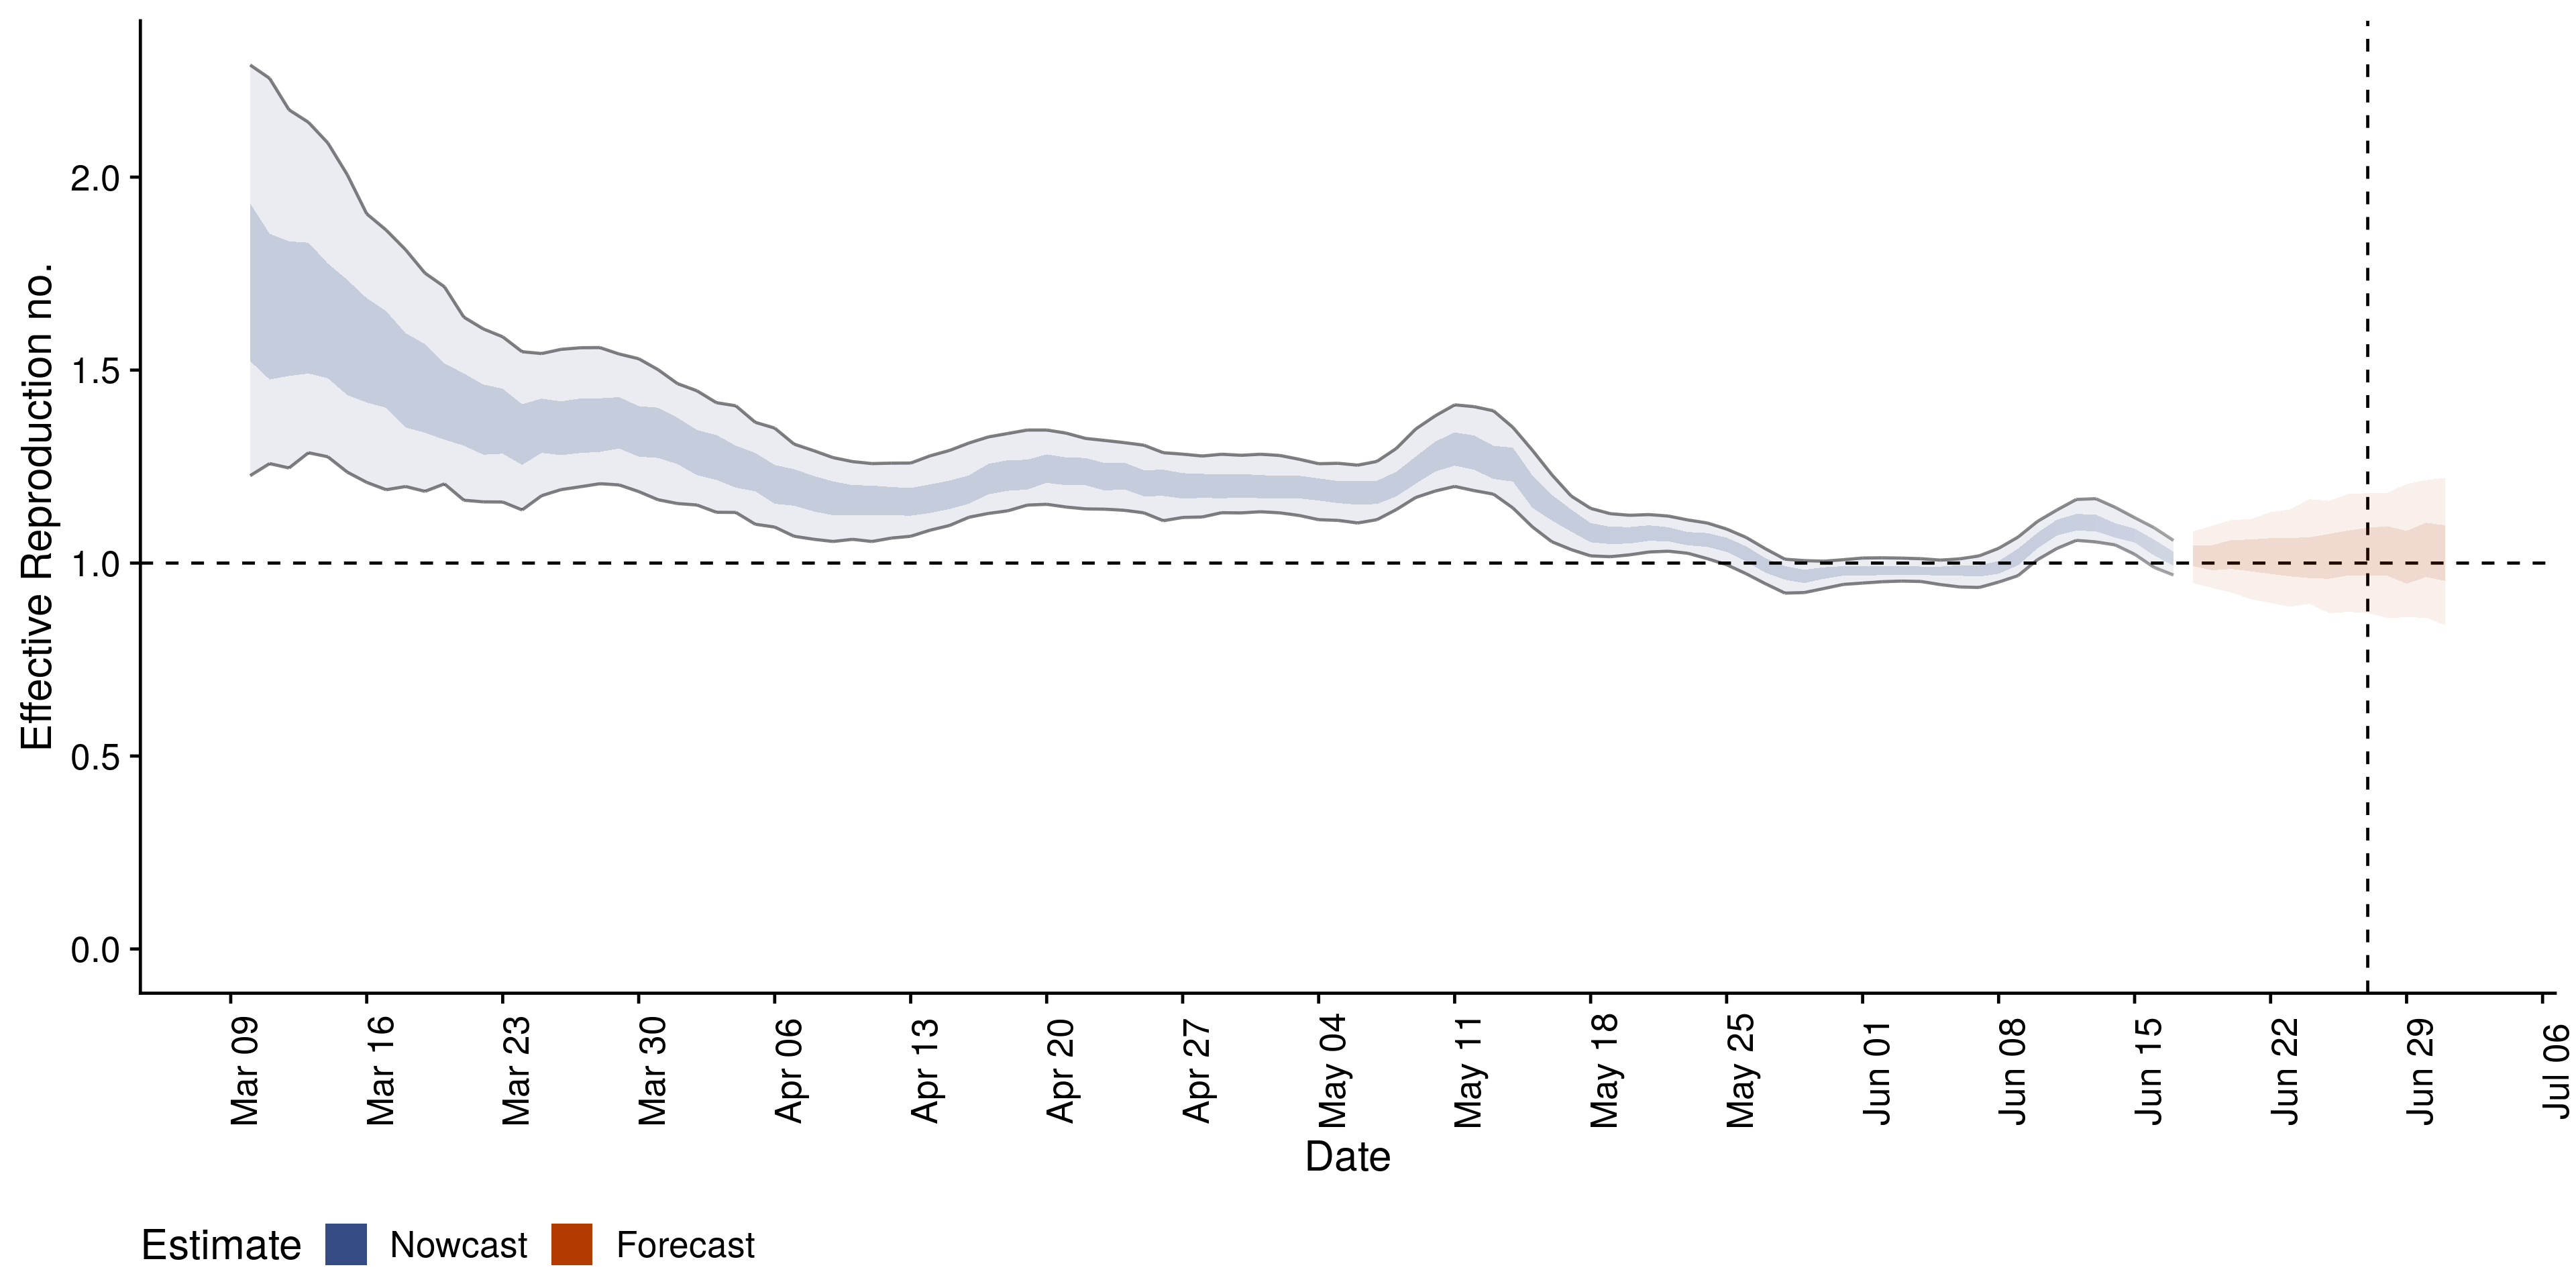 Effective Reproduction no.
2.0
1.5
1.0
0.5
0.0
Mar 09
Mar 16
Mar 23
Mar 30
Apr 06
Apr 13
Apr 20
Apr 27
May 04
May 11
May 18
May 25
Jun 01
Jun 08
Jun 15
Jun 22
Jun 29
Jul 06
Date
Estimate Nowcast Forecast